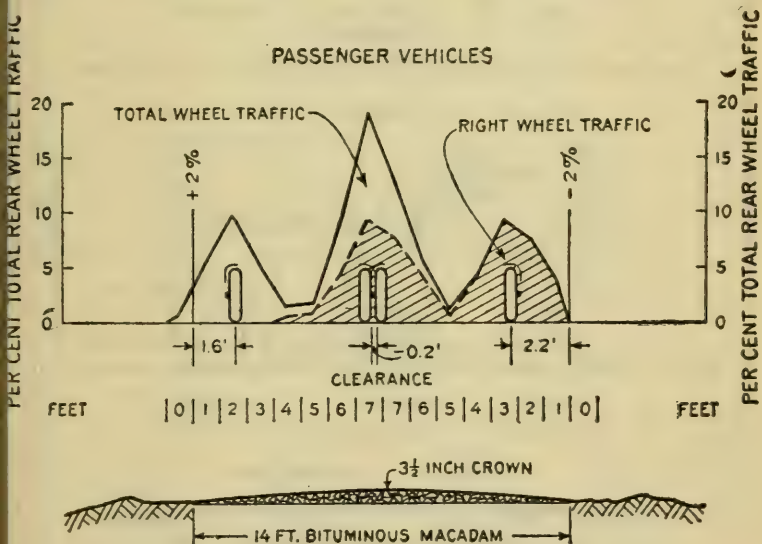 PASSENGER VEHICLES
PER CENT TOTAL REAR WHEEL TRAFFIC
20
15
10
5
0
TOTAL WHEEL TRAFFIC
RIGHT WHEEL TRAFFIC
+2%
-2%
20
15
10
5
0
PER CENT TOTAL REAR WHEEL TRAFFIC
1.6'
-0.2'
2.2'
CLEARANCE
FEET |0|1|2|3|4|5|6|7|7|6|5|4|3|2|1|0| FEET
3½ INCH CROWN
14 FT. BITUMINOUS MACADAM